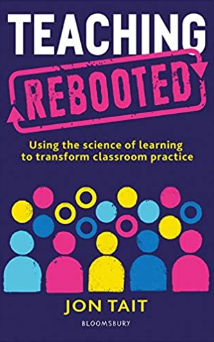 TEACHING
REBOOTED
Using the science of learning
to transform classroom practice
JON TAIT
BLOOMSBURY